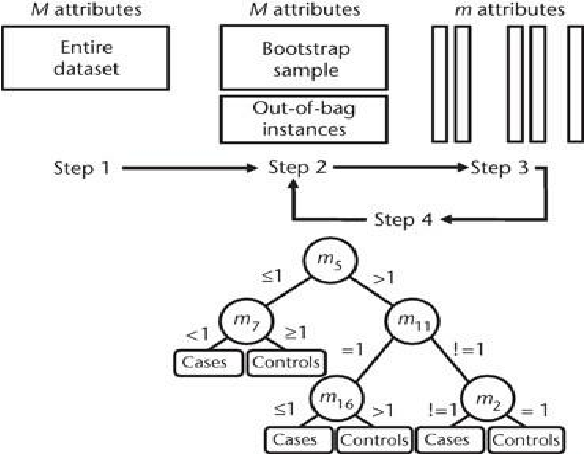 M attributes M attributes m attributes
Entire dataset
Bootstrap sample
Out-of-bag instances
Step 1 Step 2 Step 3
Step 4
m5
≤1 >1
m7 m11
<1 ≥1 =1 !=1
Cases Controls
m16 m2
≤1 >1 !=1 = 1
Cases Controls Cases Controls